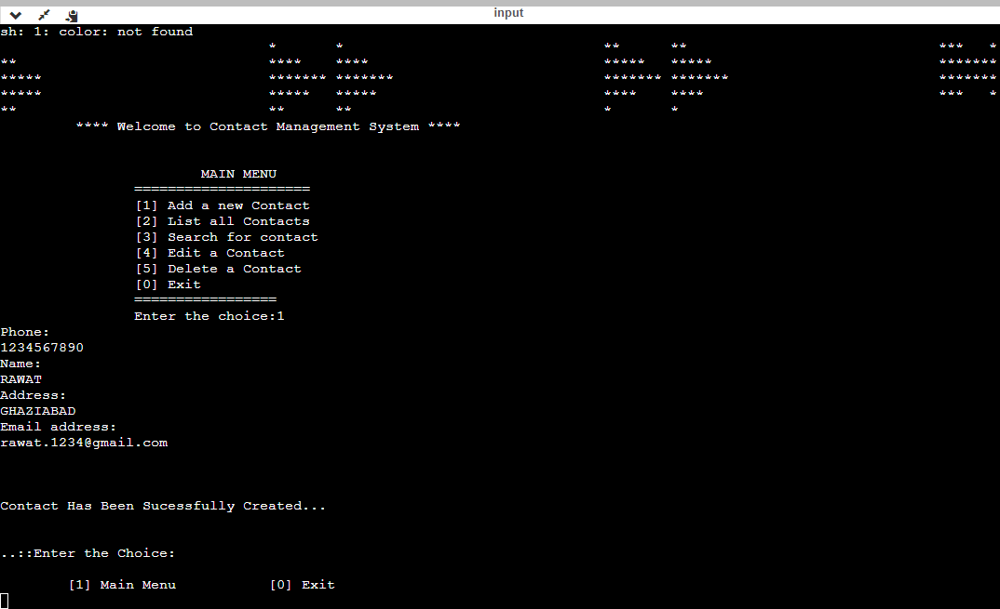 input
sh: 1: color: not found
* * ** ** *** *
** **** **** ***** ***** *******
***** ******* ******* ******* ******* *******
***** ***** ***** **** **** *** *
** ** ** * *
**** Welcome to Contact Management System ****
MAIN MENU
=====================
[1] Add a new Contact
[2] List all Contacts
[3] Search for contact
[4] Edit a Contact
[5] Delete a Contact
[0] Exit
=================
Enter the choice:1
Phone:
1234567890
Name:
RAWAT
Address:
GHAZIABAD
Email address:
rawat.1234@gmail.com
Contact Has Been Sucessfully Created...
..::Enter the Choice:
[1] Main Menu [0] Exit